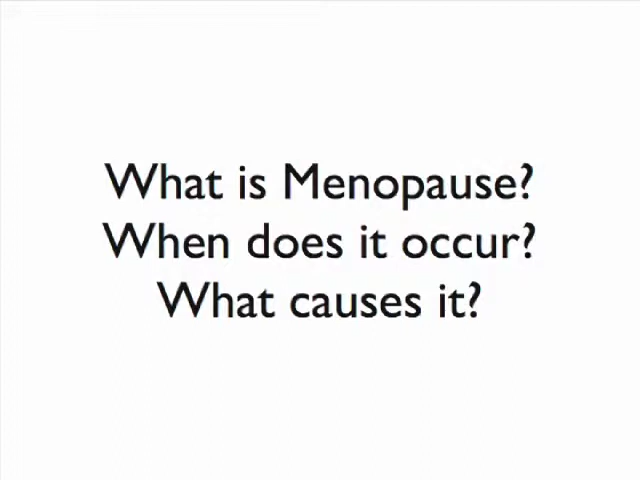 What is Menopause?
When does it occur?
What causes it?